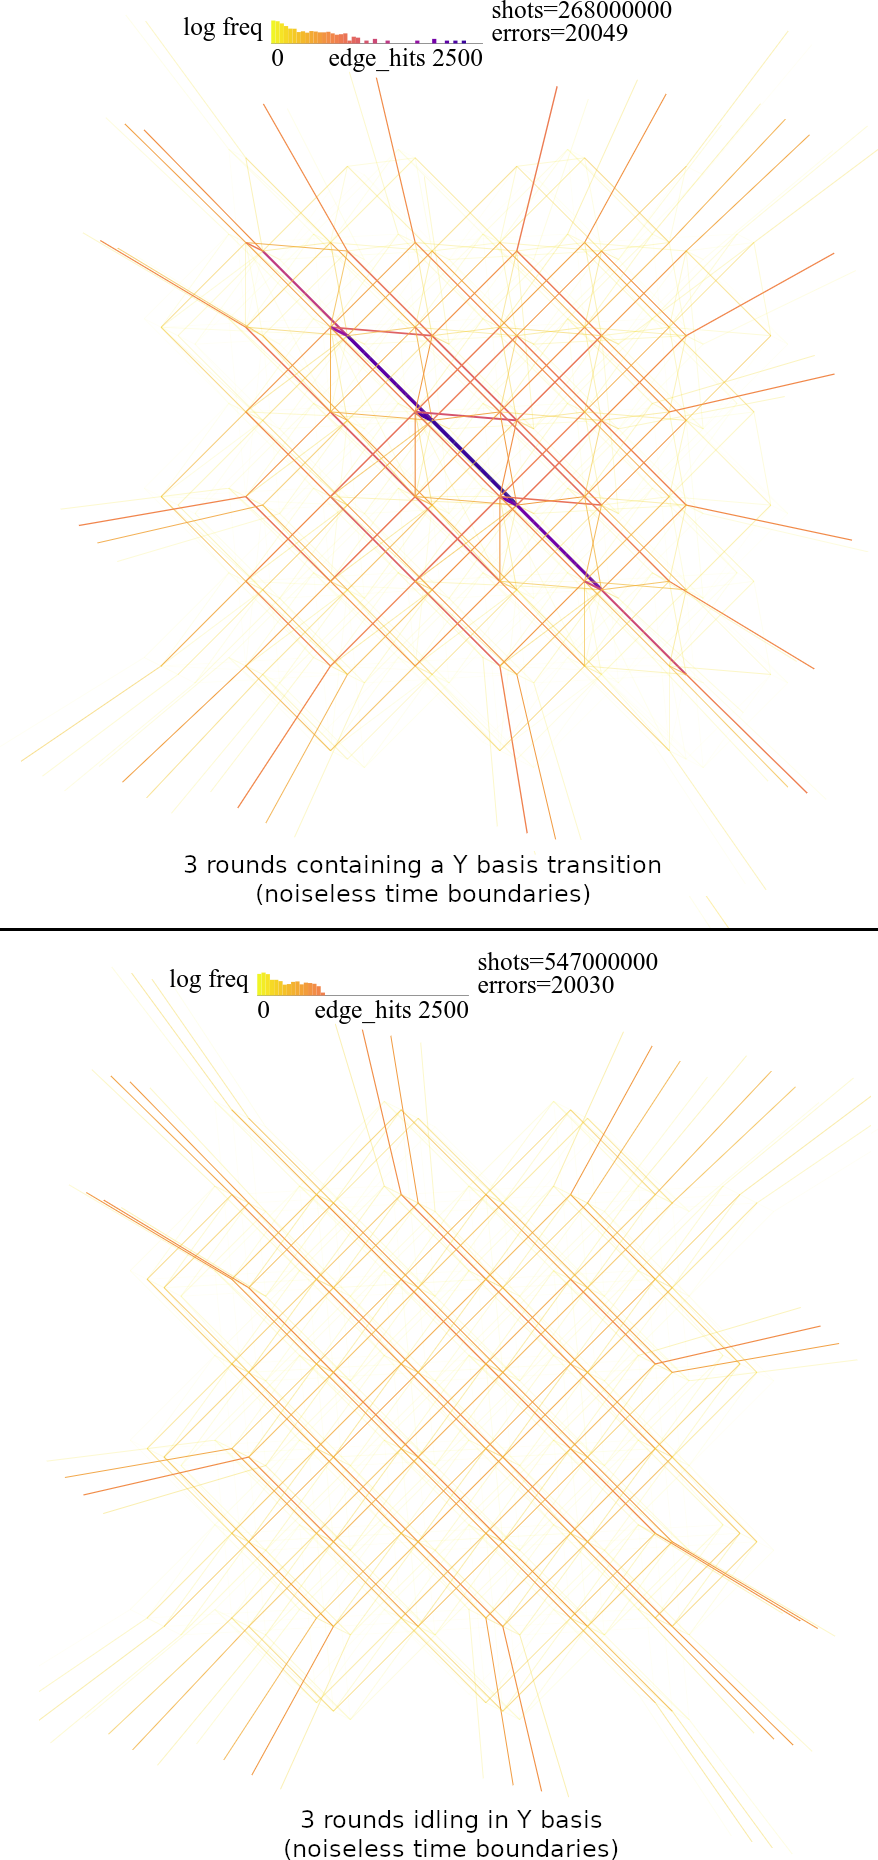 shots=268000000
log freq
errors=20049
0 edge_hits 2500
3 rounds containing a Y basis transition
(noiseless time boundaries)
shots=547000000
log freq
errors=20030
0 edge_hits 2500
3 rounds idling in Y basis
(noiseless time boundaries)